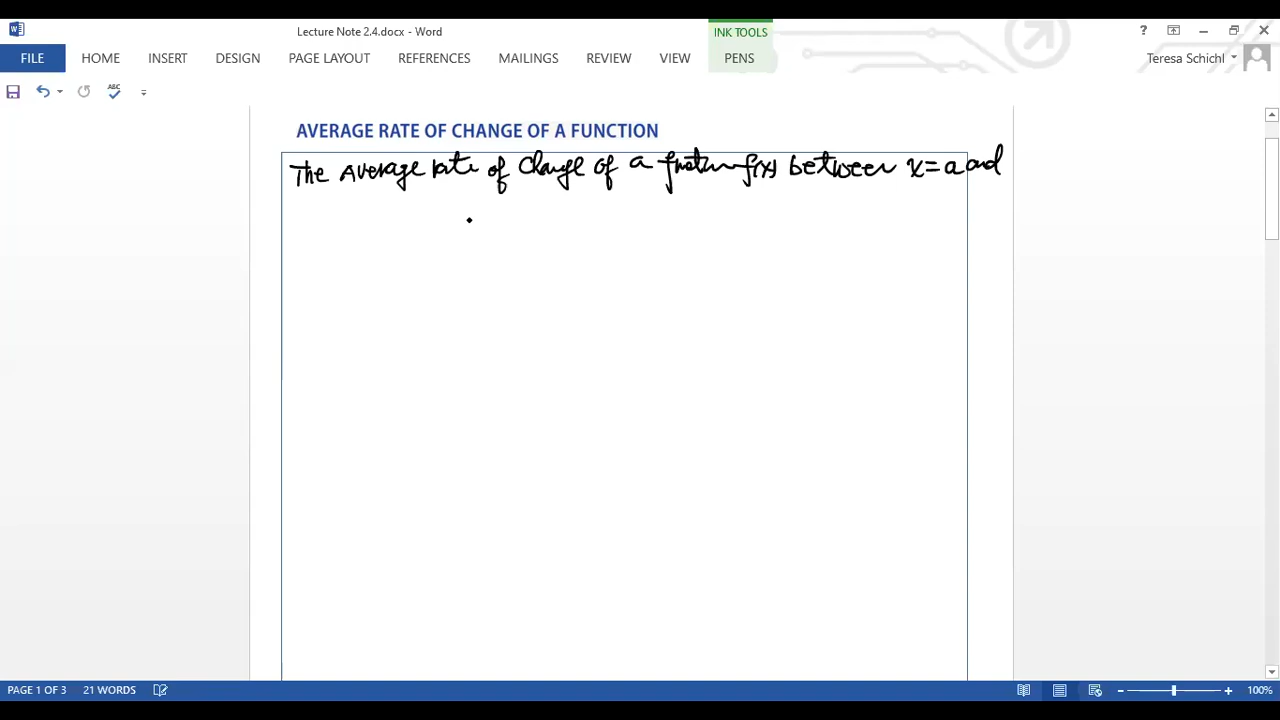 Lecture Note 2.4.docx - Word
INK TOOLS
?
FILE HOME INSERT DESIGN PAGE LAYOUT REFERENCES MAILINGS REVIEW VIEW PENS
Teresa Schichl
ABC
AVERAGE RATE OF CHANGE OF A FUNCTION
The average rate of change of a function f(x) between x = a and
PAGE 1 OF 3 21 WORDS
100%